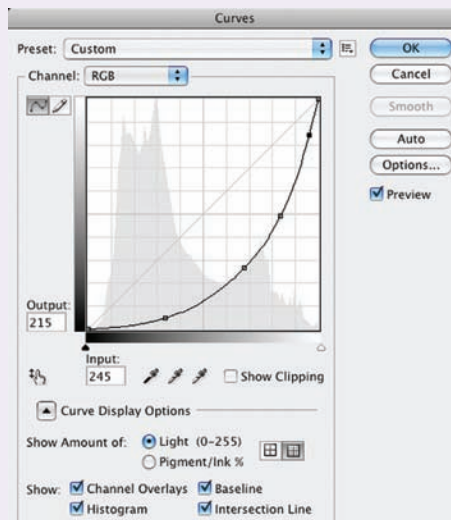 Curves
Preset: Custom
OK
Channel: RGB
Cancel
Smooth
Auto
Options...
Preview
Output:
215
Input:
245
Show Clipping
Curve Display Options
Show Amount of: Light (0-255)
Pigment/Ink %
Show: Channel Overlays Baseline
Histogram Intersection Line